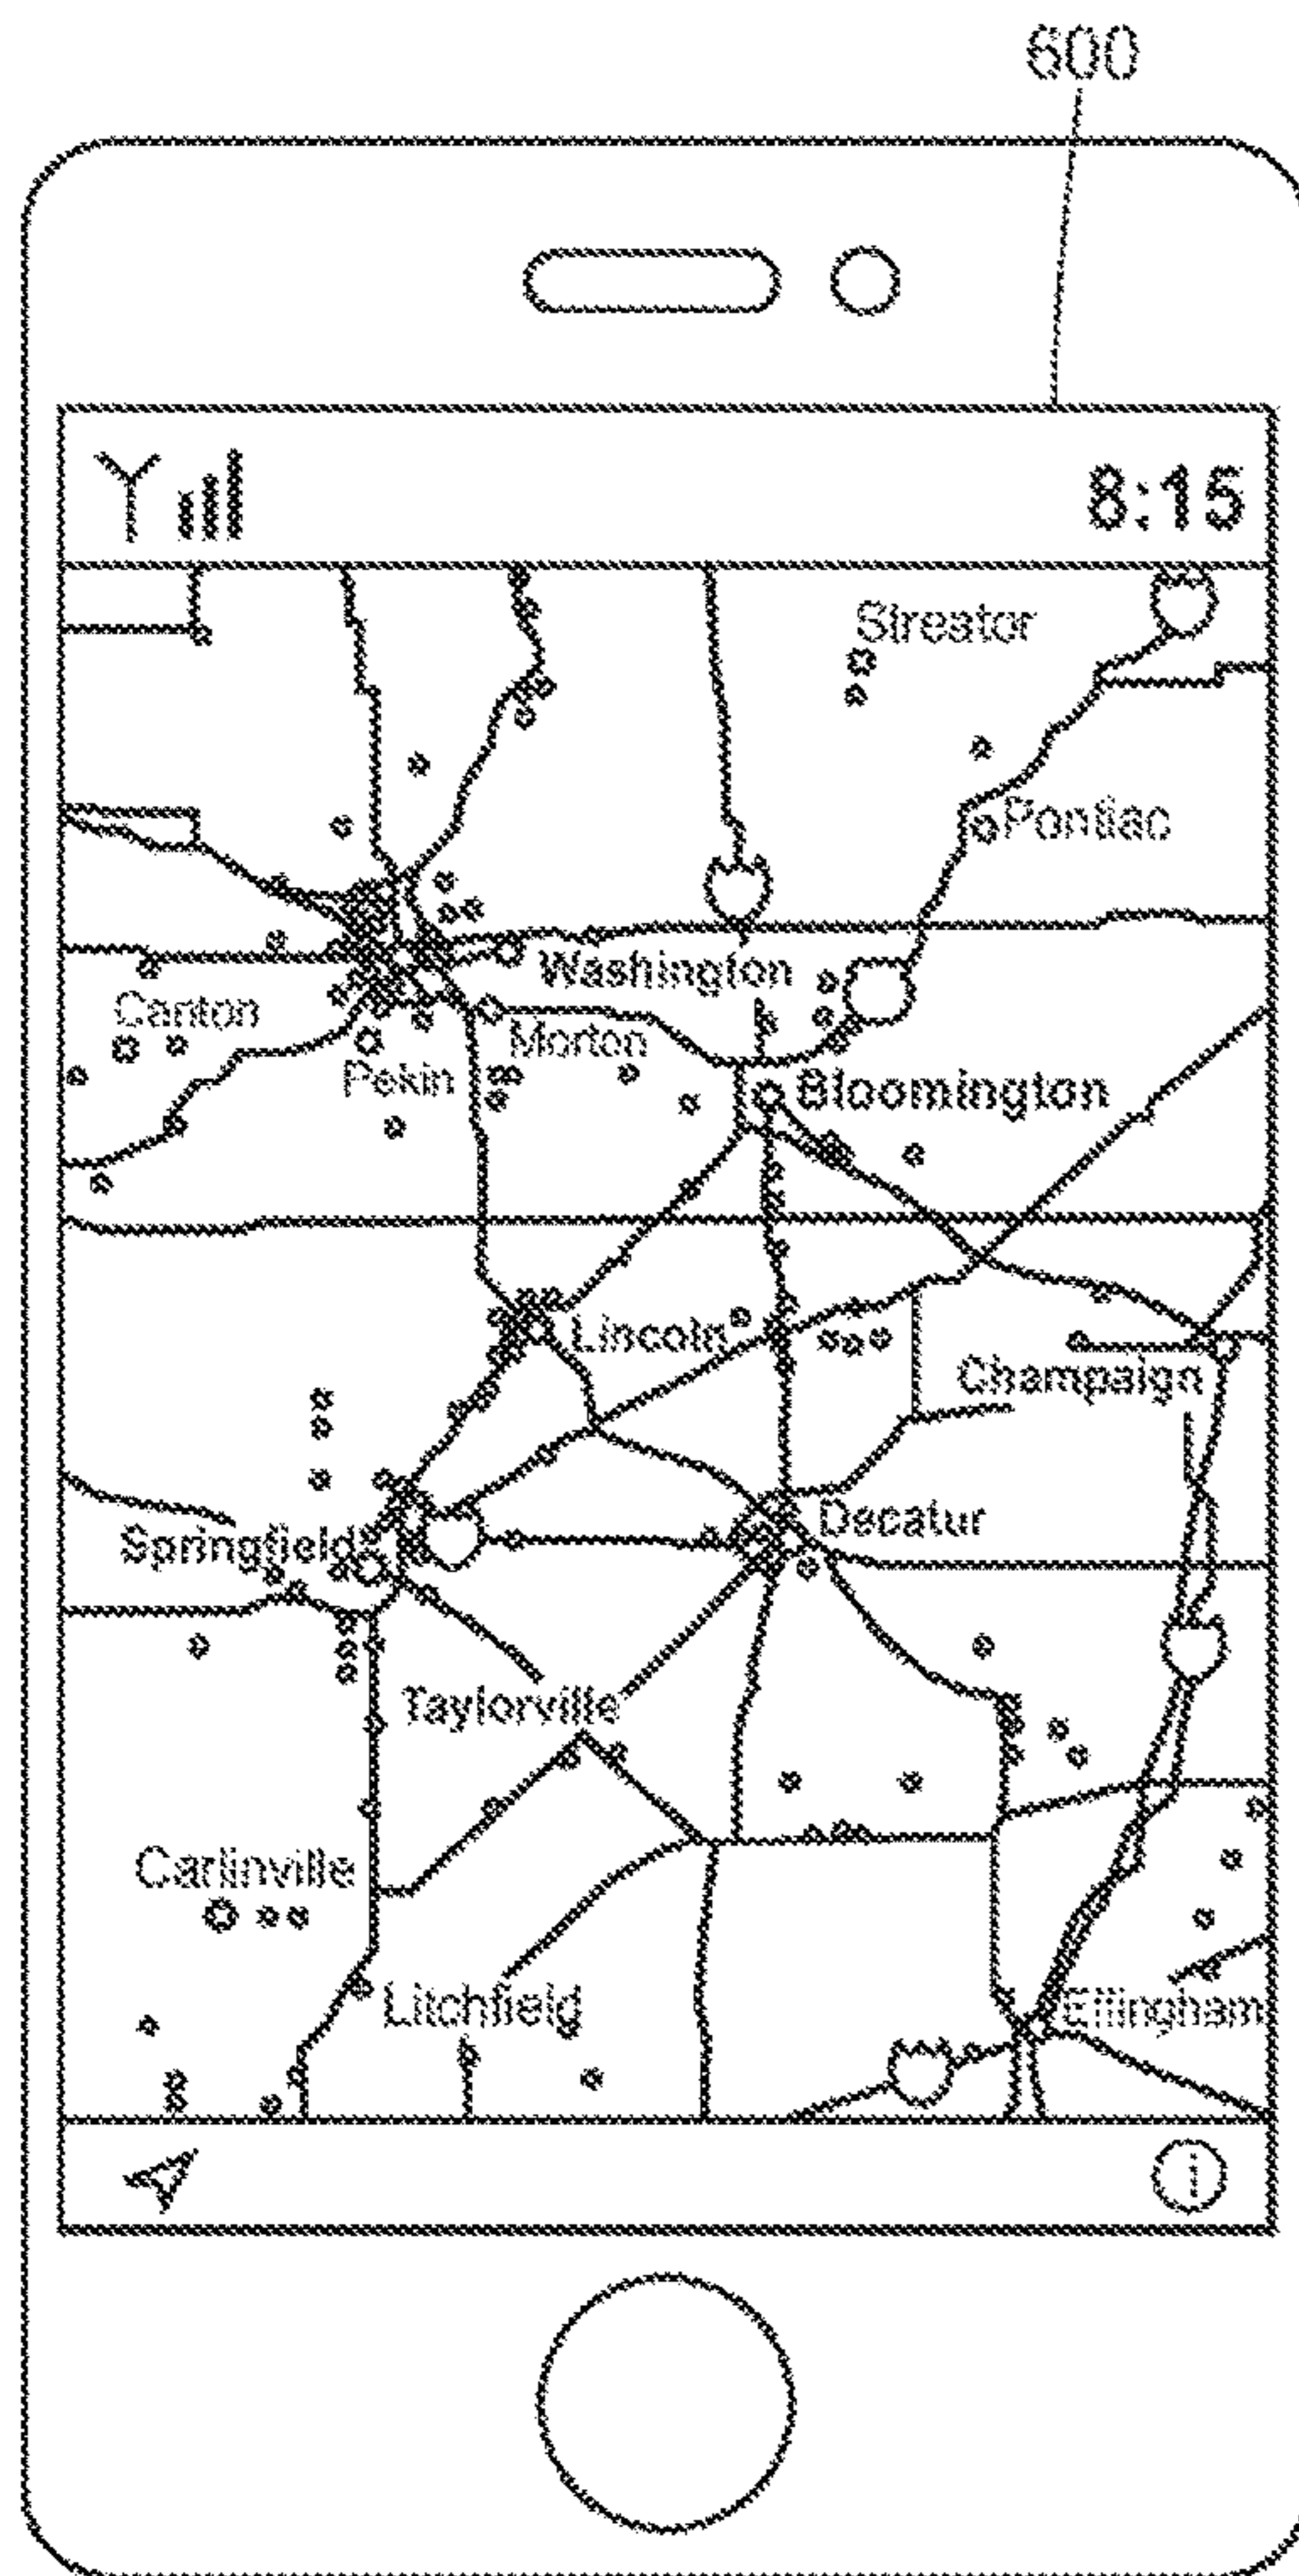 600
8:15
Streator
Pontiac
Washington
Canton
Morton
Pekin
Bloomington
Lincoln
Champaign
Decatur
Springfield
Taylorville
Carlinville
Litchfield
Effingham
i